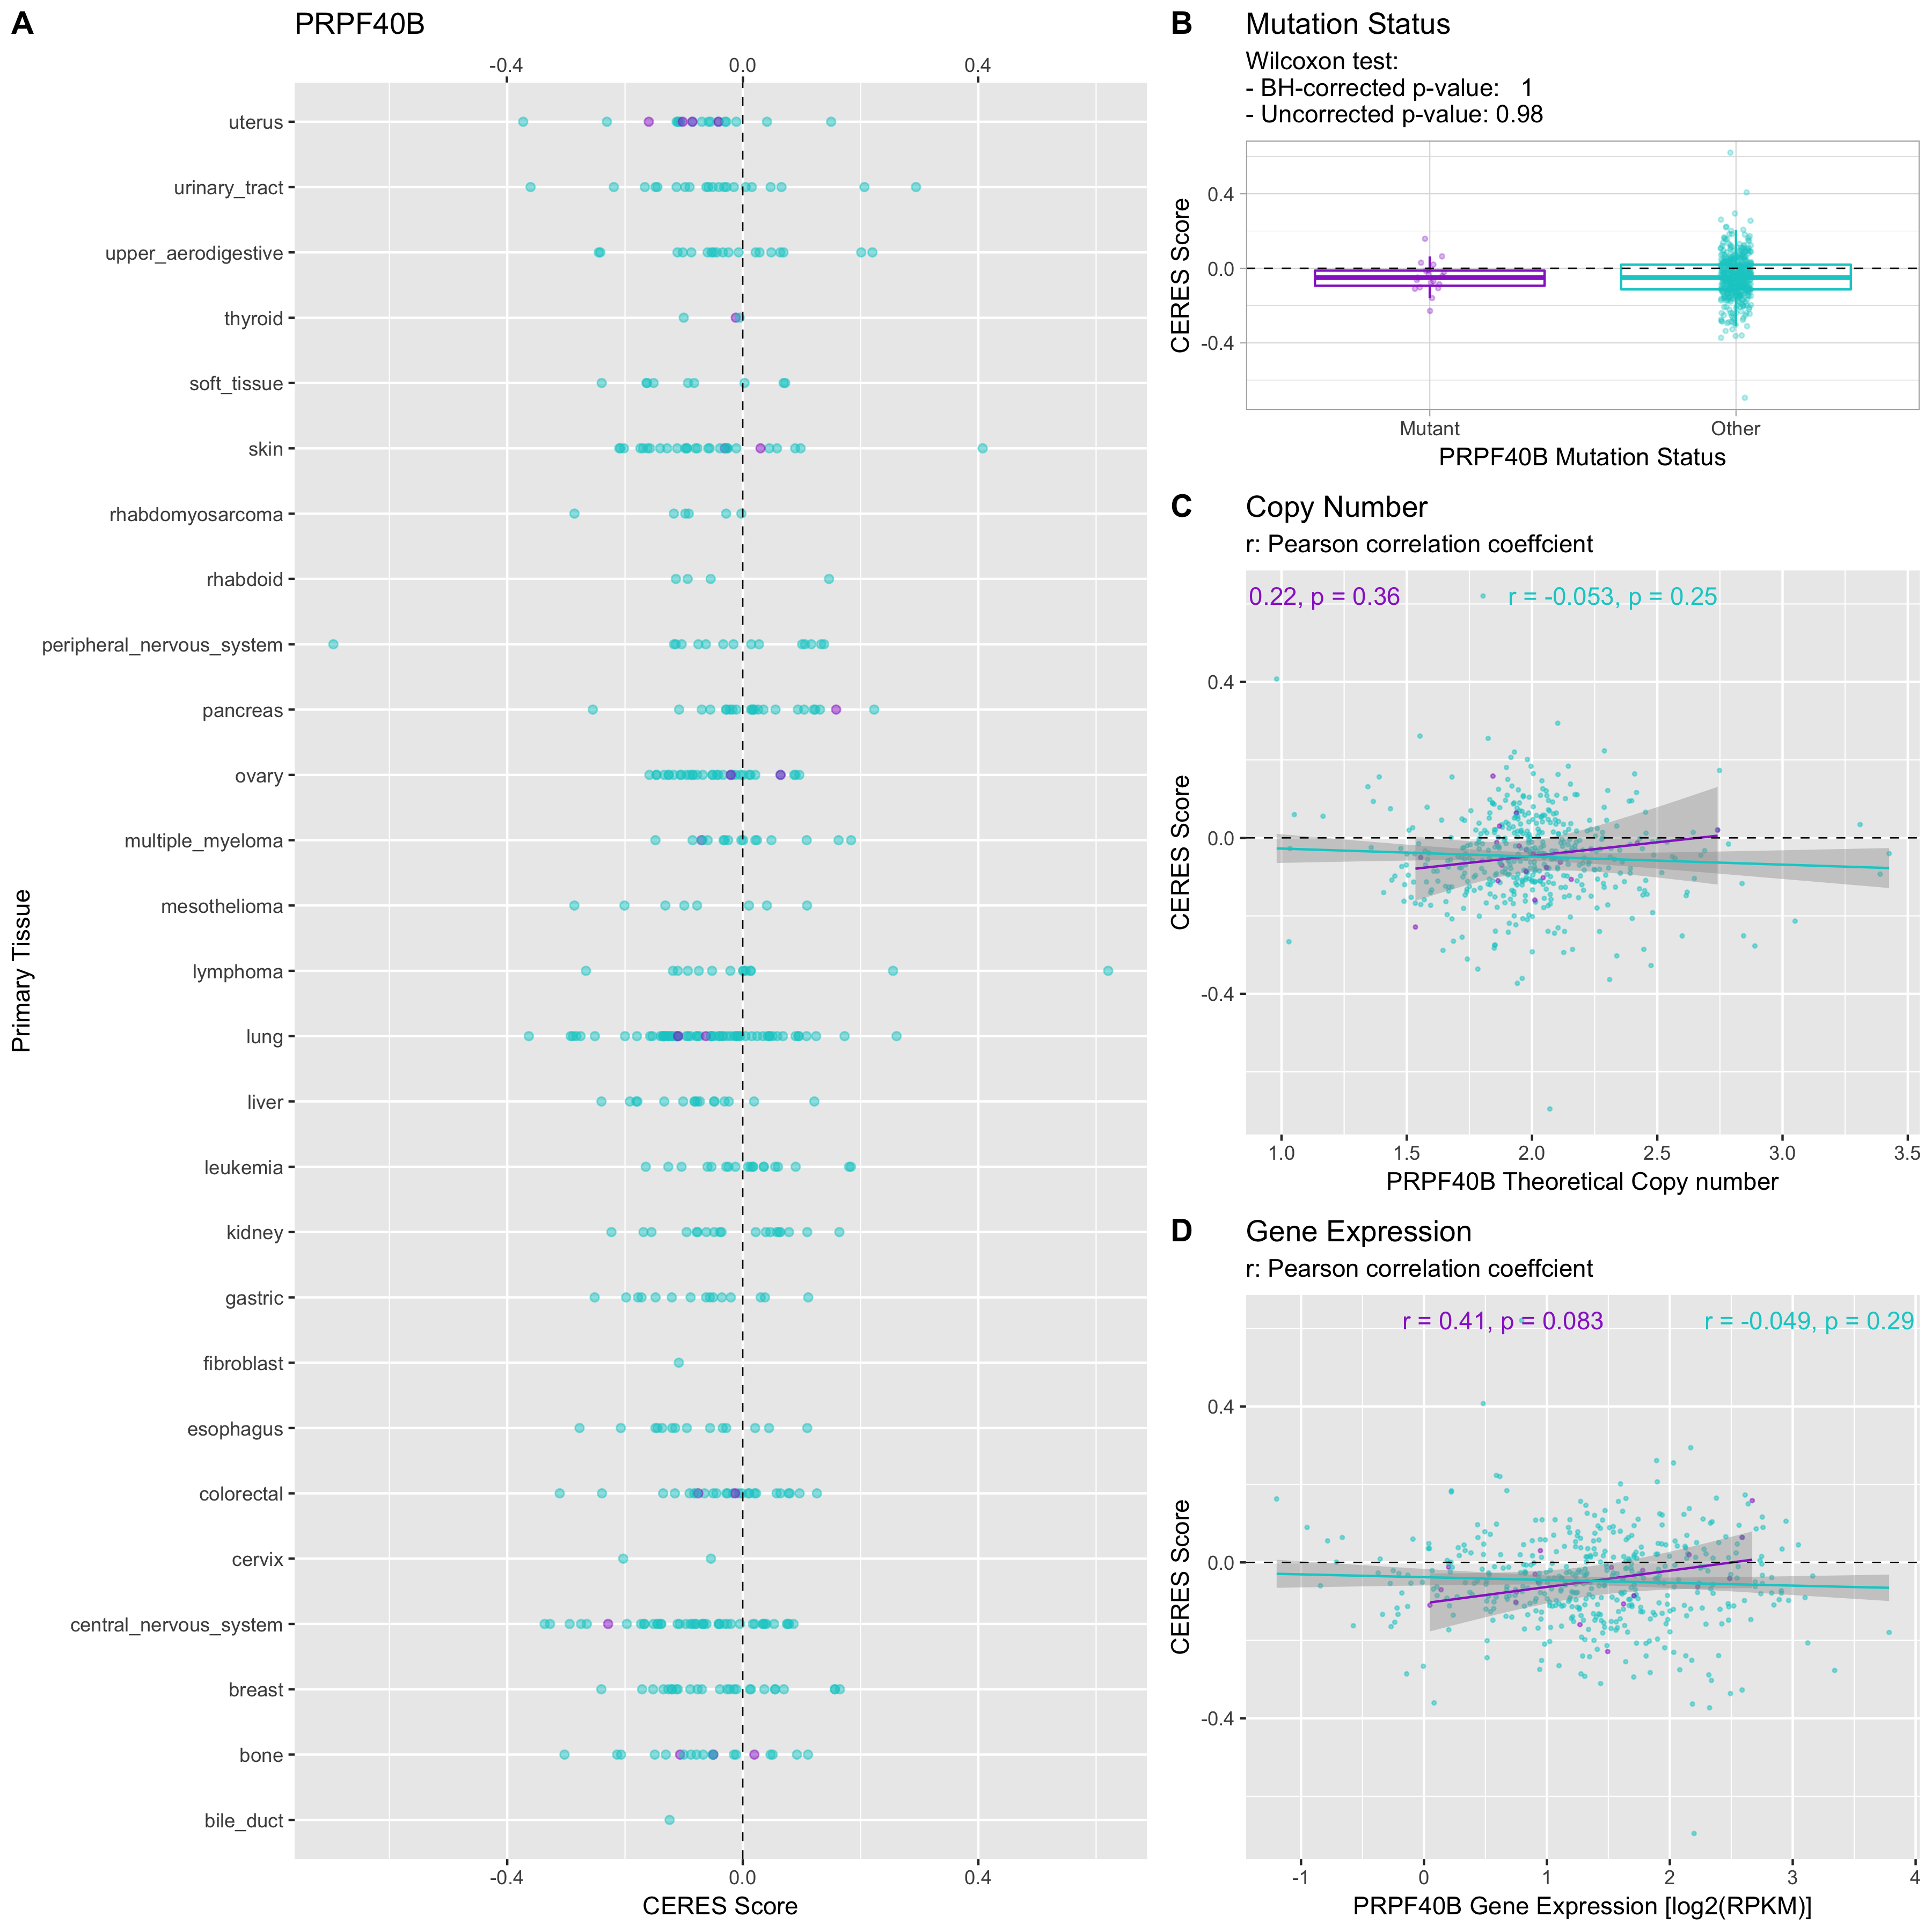 A
PRPF40B
-0.4 0.0 0.4
uterus
urinary_tract
upper_aerodigestive
thyroid
soft_tissue
skin
rhabdomyosarcoma
rhabdoid
peripheral_nervous_system
pancreas
ovary
multiple_myeloma
mesothelioma
lymphoma
lung
liver
leukemia
kidney
gastric
fibroblast
esophagus
colorectal
cervix
central_nervous_system
breast
bone
bile_duct
Primary Tissue
-0.4 0.0 0.4
CERES Score
B
Mutation Status
Wilcoxon test:
- BH-corrected p-value: 1
- Uncorrected p-value: 0.98
CERES Score
0.4
0.0
-0.4
Mutant Other
PRPF40B Mutation Status
C
Copy Number
r: Pearson correlation coeffcient
0.22, p = 0.36 r = -0.053, p = 0.25
CERES Score
0.4
0.0
-0.4
1.0 1.5 2.0 2.5 3.0 3.5
PRPF40B Theoretical Copy number
D
Gene Expression
r: Pearson correlation coeffcient
r = 0.41, p = 0.083 r = -0.049, p = 0.29
CERES Score
0.4
0.0
-0.4
-1 0 1 2 3 4
PRPF40B Gene Expression [log2(RPKM)]